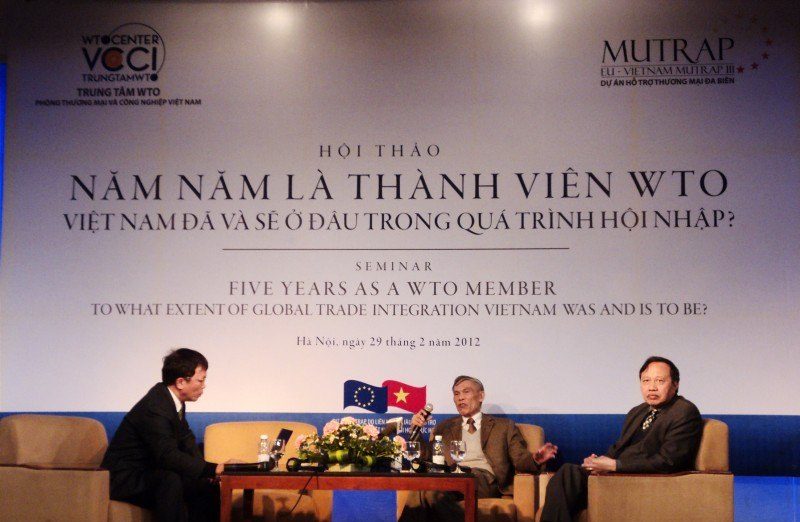 WTO CENTER
VCCI
TRUNGTAMWTO
TRUNG TÂM WTO
PHÒNG THƯƠNG MẠI VÀ CÔNG NGHIỆP VIỆT NAM
MUTRAP
EU - VIETNAM MUTRAP III
DỰ ÁN HỖ TRỢ THƯƠNG MẠI ĐA BIÊN
HỘI THẢO
NĂM NĂM LÀ THÀNH VIÊN WTO
VIỆT NAM ĐÃ VÀ SẼ Ở ĐÂU TRONG QUÁ TRÌNH HỘI NHẬP?
SEMINAR
FIVE YEARS AS A WTO MEMBER
TO WHAT EXTENT OF GLOBAL TRADE INTEGRATION VIETNAM WAS AND IS TO BE?
Hà Nội, ngày 29 tháng 2 năm 2012